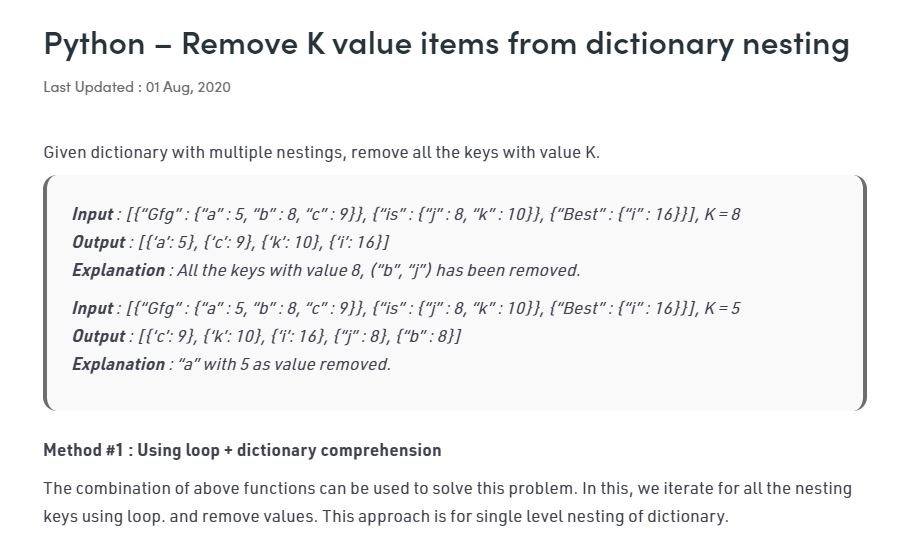 Python – Remove K value items from dictionary nesting
Last Updated : 01 Aug, 2020
Given dictionary with multiple nestings, remove all the keys with value K.
Input : [{“Gfg” : {“a” : 5, “b” : 8, “c” : 9}}, {“is” : {“j” : 8, “k” : 10}}, {“Best” : {“i” : 16}}], K = 8
Output : [{‘a’: 5}, {‘c’: 9}, {‘k’: 10}, {‘i’: 16}]
Explanation : All the keys with value 8, (“b”, “j”) has been removed.
Input : [{“Gfg” : {“a” : 5, “b” : 8, “c” : 9}}, {“is” : {“j” : 8, “k” : 10}}, {“Best” : {“i” : 16}}], K = 5
Output : [{‘c’: 9}, {‘k’: 10}, {‘i’: 16}, {“j” : 8}, {“b” : 8}]
Explanation : “a” with 5 as value removed.
Method #1 : Using loop + dictionary comprehension
The combination of above functions can be used to solve this problem. In this, we iterate for all the nesting
keys using loop. and remove values. This approach is for single level nesting of dictionary.